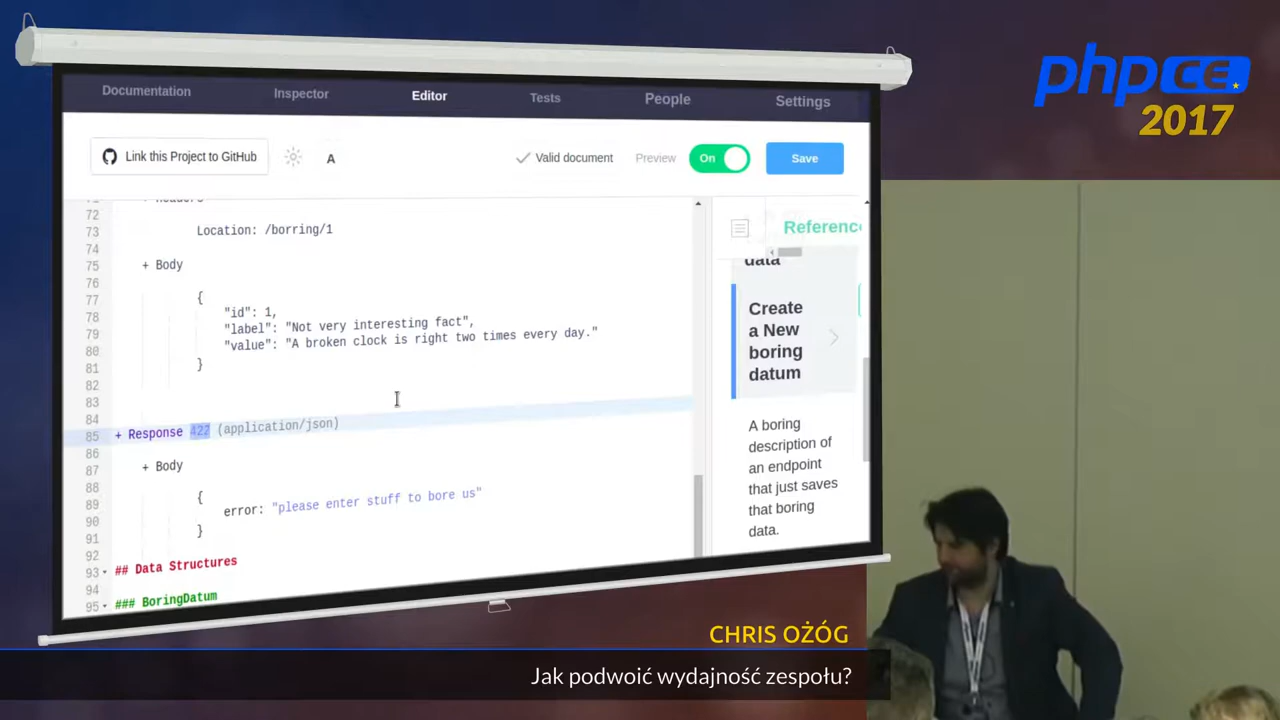 phpCE
2017
Documentation Inspector Editor Tests People Settings
Link this Project to GitHub A Valid document Preview On Save
72
73 Location: /borring/1
74
75 + Body
76
77 {
78 "id": 1,
79 "label": "Not very interesting fact",
80 "value": "A broken clock is right two times every day."
81 }
82
83
84
85 + Response 422 (application/json)
86
87 + Body
88
89 {
90 error: "please enter stuff to bore us"
91 }
92
93 ## Data Structures
94
95 ### BoringDatum
Reference
data
Create
a New
boring
datum
A boring
description of
an endpoint
that just saves
that boring
data.
CHRIS OŻÓG
Jak podwoić wydajność zespołu?